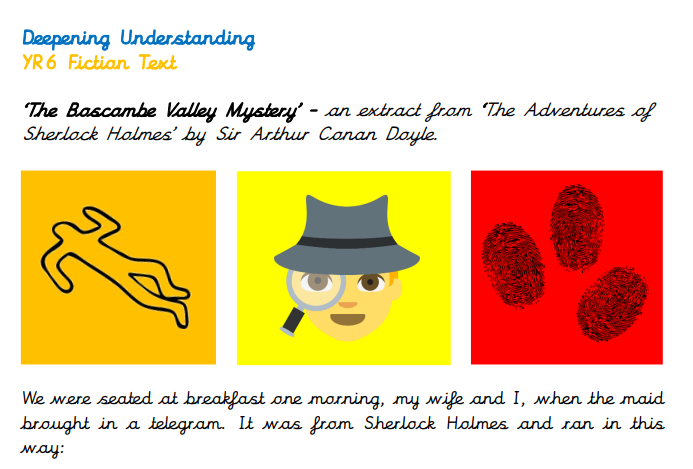 Deepening Understanding
YR6 Fiction Text
‘The Boscombe Valley Mystery’ – an extract from ‘The Adventures of
Sherlock Holmes’ by Sir Arthur Conan Doyle.
We were seated at breakfast one morning, my wife and I, when the maid
brought in a telegram. It was from Sherlock Holmes and ran in this
way: